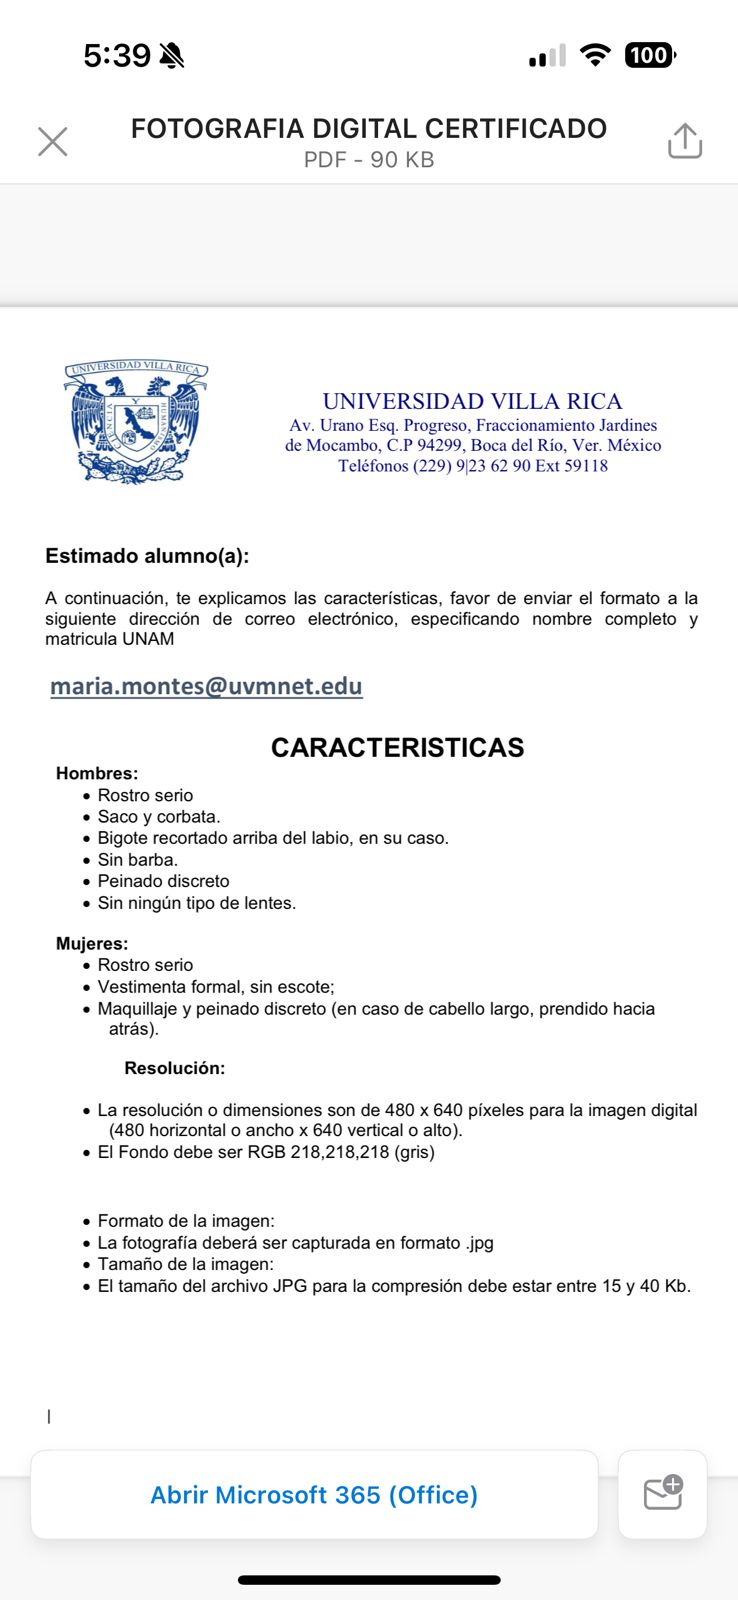 5:39
100
FOTOGRAFIA DIGITAL CERTIFICADO
PDF - 90 KB
UNIVERSIDAD VILLA RICA
CIENCIA Y HUMANISMO
UNIVERSIDAD VILLA RICA
Av. Urano Esq. Progreso, Fraccionamiento Jardines
de Mocambo, C.P 94299, Boca del Río, Ver. México
Teléfonos (229) 9|23 62 90 Ext 59118
Estimado alumno(a):
A continuación, te explicamos las características, favor de enviar el formato a la
siguiente dirección de correo electrónico, especificando nombre completo y
matricula UNAM
maria.montes@uvmnet.edu
CARACTERISTICAS
Hombres:
• Rostro serio
• Saco y corbata.
• Bigote recortado arriba del labio, en su caso.
• Sin barba.
• Peinado discreto
• Sin ningún tipo de lentes.
Mujeres:
• Rostro serio
• Vestimenta formal, sin escote;
• Maquillaje y peinado discreto (en caso de cabello largo, prendido hacia
atrás).
Resolución:
• La resolución o dimensiones son de 480 x 640 píxeles para la imagen digital
(480 horizontal o ancho x 640 vertical o alto).
• El Fondo debe ser RGB 218,218,218 (gris)
• Formato de la imagen:
• La fotografía deberá ser capturada en formato .jpg
• Tamaño de la imagen:
• El tamaño del archivo JPG para la compresión debe estar entre 15 y 40 Kb.
|
Abrir Microsoft 365 (Office)